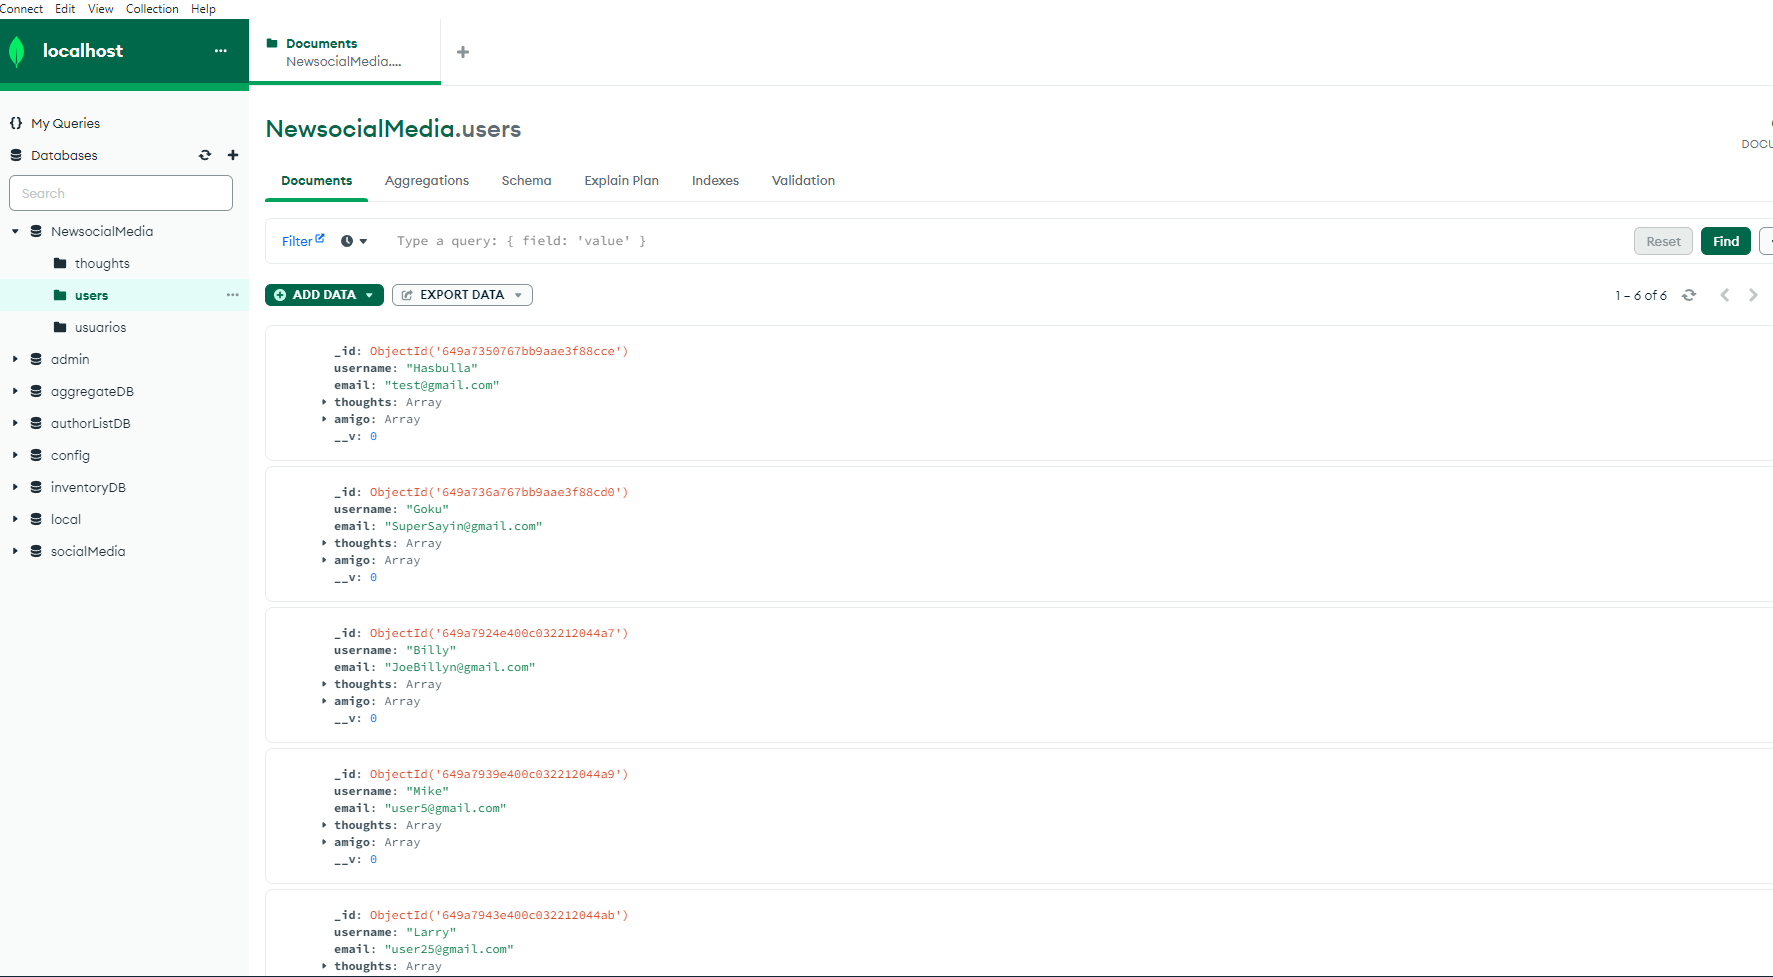 Connect Edit View Collection Help
localhost ...
Documents
NewsocialMedia....
My Queries
Databases
Search
NewsocialMedia
thoughts
users
usuarios
admin
aggregateDB
authorListDB
config
inventoryDB
local
socialMedia
NewsocialMedia.users
DOCU
Documents Aggregations Schema Explain Plan Indexes Validation
Filter Type a query: { field: 'value' } Reset Find
ADD DATA EXPORT DATA 1 – 6 of 6
_id: ObjectId('649a7350767bb9aae3f88cce')
username: "Hasbulla"
email: "test@gmail.com"
thoughts: Array
amigo: Array
__v: 0
_id: ObjectId('649a736a767bb9aae3f88cd0')
username: "Goku"
email: "SuperSayin@gmail.com"
thoughts: Array
amigo: Array
__v: 0
_id: ObjectId('649a7924e400c032212044a7')
username: "Billy"
email: "JoeBillyn@gmail.com"
thoughts: Array
amigo: Array
__v: 0
_id: ObjectId('649a7939e400c032212044a9')
username: "Mike"
email: "user5@gmail.com"
thoughts: Array
amigo: Array
__v: 0
_id: ObjectId('649a7943e400c032212044ab')
username: "Larry"
email: "user25@gmail.com"
thoughts: Array